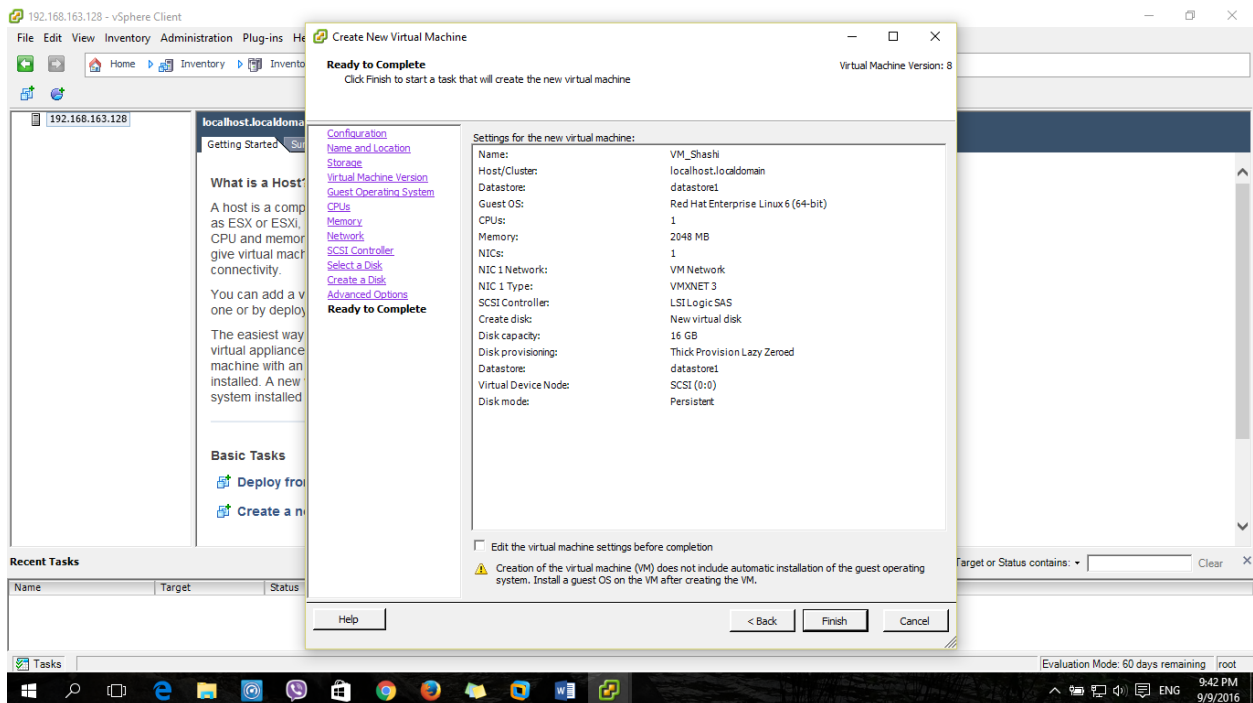 192.168.163.128 - vSphere Client
File Edit View Inventory Administration Plug-ins He
Home Inventory Invento
192.168.163.128
localhost.localdoma
Getting Started Sur
What is a Host?
A host is a comp
as ESX or ESXi,
CPU and memor
give virtual mach
connectivity.
You can add a v
one or by deploy
The easiest way
virtual appliance
machine with an
installed. A new
system installed
Basic Tasks
Deploy fro
Create a n
Create New Virtual Machine
Ready to Complete
Click Finish to start a task that will create the new virtual machine
Virtual Machine Version: 8
Configuration
Name and Location
Storage
Virtual Machine Version
Guest Operating System
CPUs
Memory
Network
SCSI Controller
Select a Disk
Create a Disk
Advanced Options
Ready to Complete
Settings for the new virtual machine:
Name: VM_Shashi
Host/Cluster: localhost.localdomain
Datastore: datastore1
Guest OS: Red Hat Enterprise Linux 6 (64-bit)
CPUs: 1
Memory: 2048 MB
NICs: 1
NIC 1 Network: VM Network
NIC 1 Type: VMXNET 3
SCSI Controller: LSI Logic SAS
Create disk: New virtual disk
Disk capacity: 16 GB
Disk provisioning: Thick Provision Lazy Zeroed
Datastore: datastore1
Virtual Device Node: SCSI (0:0)
Disk mode: Persistent
Edit the virtual machine settings before completion
Creation of the virtual machine (VM) does not include automatic installation of the guest operating
system. Install a guest OS on the VM after creating the VM.
Help < Back Finish Cancel
Recent Tasks
Target or Status contains: Clear
Name Target Status
Tasks
Evaluation Mode: 60 days remaining root
ENG
9:42 PM
9/9/2016